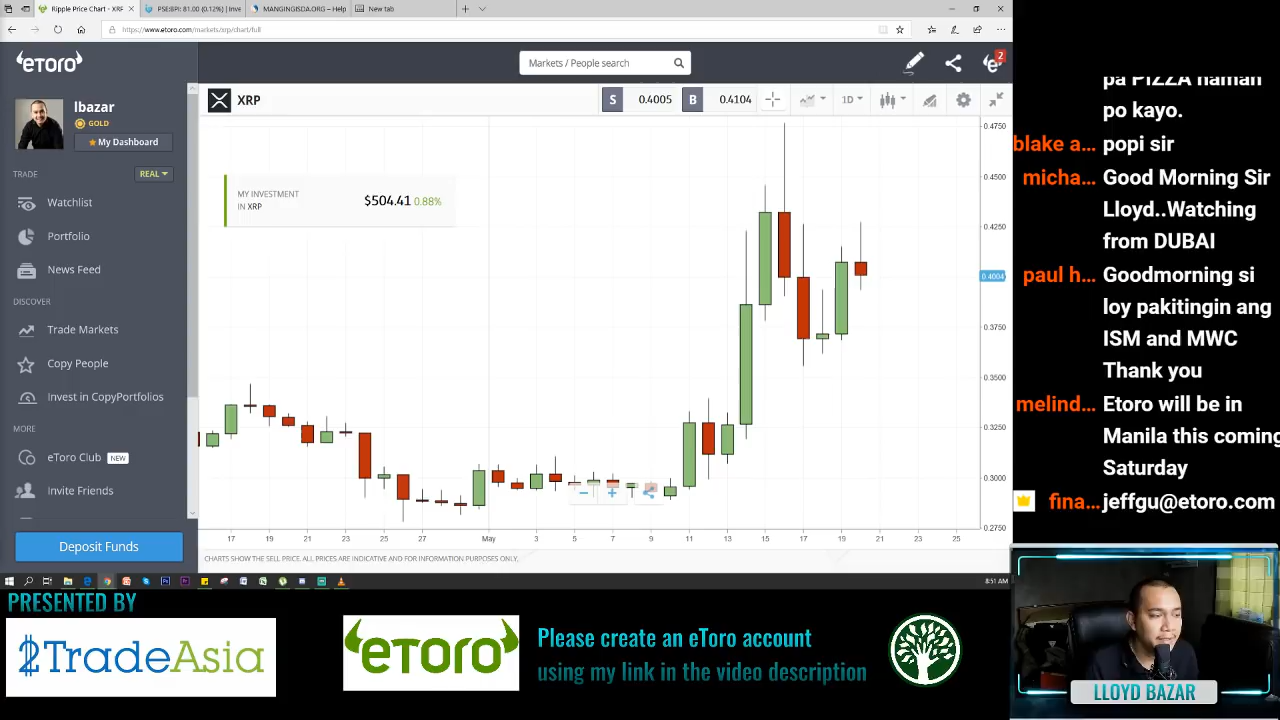 Ripple Price Chart - XRP
PSE:BPI: 81.00 (0.12%) | Inve
MANGINGISDA.ORG – Help
New tab
https://www.etoro.com/markets/xrp/chart/full
eToro
Markets / People search
2
lbazar
GOLD
My Dashboard
TRADE
REAL
Watchlist
Portfolio
News Feed
DISCOVER
Trade Markets
Copy People
Invest in CopyPortfolios
MORE
eToro Club NEW
Invite Friends
Deposit Funds
XRP
S 0.4005 B 0.4104
1D
MY INVESTMENT
IN XRP
$504.41 0.88%
0.4750
0.4500
0.4250
0.4004
0.3750
0.3500
0.3250
0.3000
0.2750
17 19 21 23 25 27 May 3 5 7 9 11 13 15 17 19 21 23 25
CHARTS SHOW THE SELL PRICE. ALL PRICES ARE INDICATIVE AND FOR INFORMATION PURPOSES ONLY.
8:51 AM
pa PIZZA naman
po kayo.
blake a... popi sir
micha... Good Morning Sir
Lloyd..Watching
from DUBAI
paul h... Goodmorning si
loy pakitingin ang
ISM and MWC
Thank you
melind... Etoro will be in
Manila this coming
Saturday
fina... jeffgu@etoro.com
PRESENTED BY
2TradeAsia
eToro
Please create an eToro account
using my link in the video description
LLOYD BAZAR